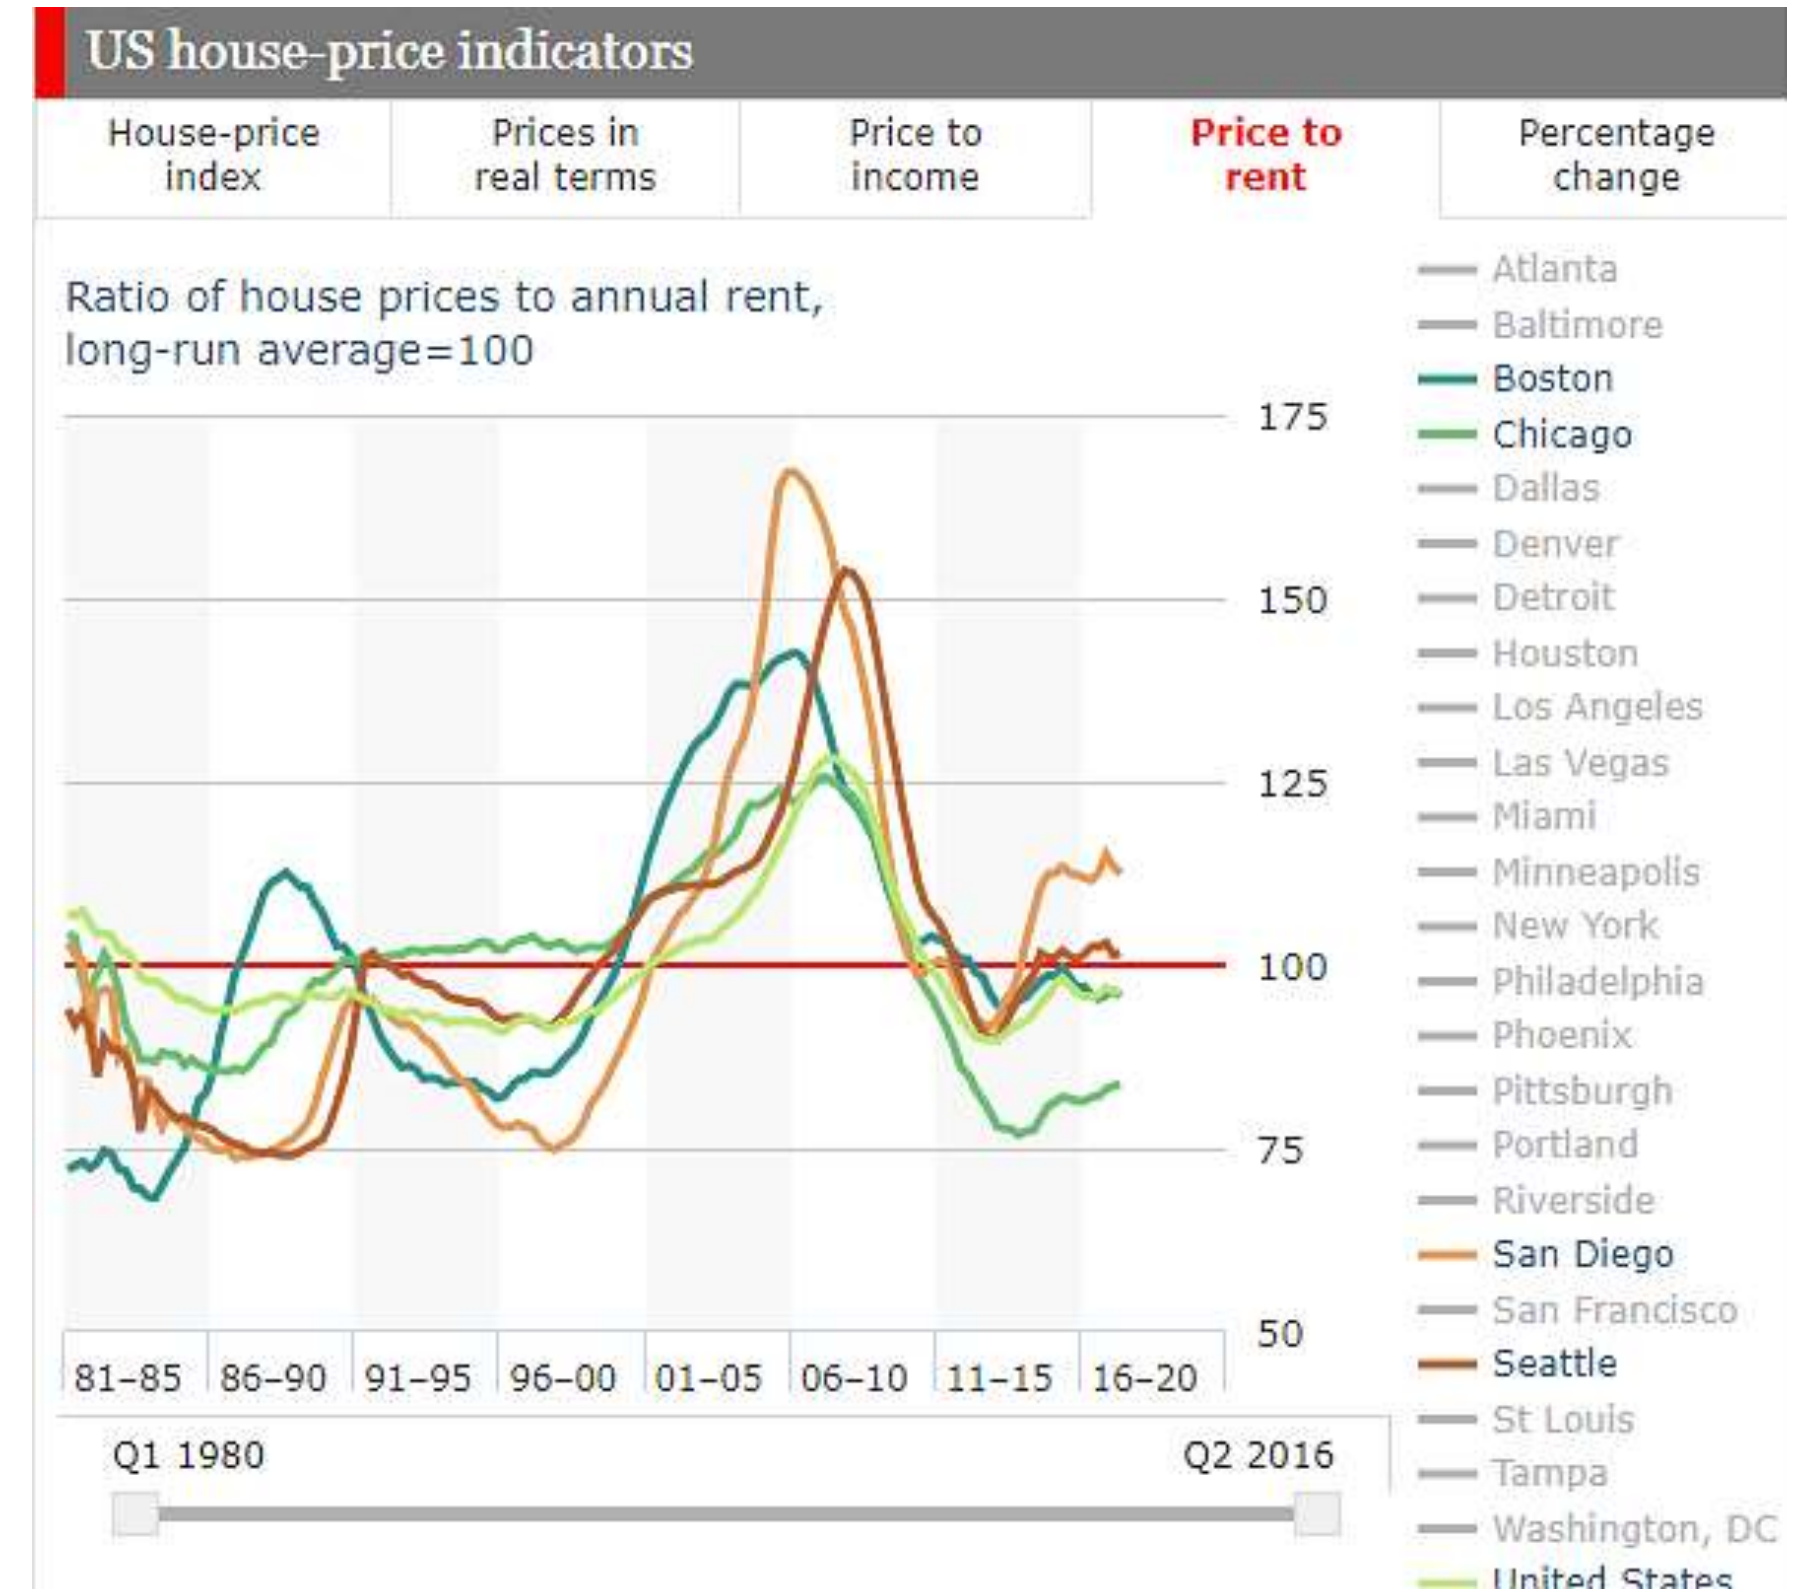 US house-price indicators
House-price
index
Prices in
real terms
Price to
income
Price to
rent
Percentage
change
Ratio of house prices to annual rent,
long-run average=100
175
150
125
100
75
50
81–85 86–90 91–95 96–00 01–05 06–10 11–15 16–20
Q1 1980 Q2 2016
Atlanta
Baltimore
Boston
Chicago
Dallas
Denver
Detroit
Houston
Los Angeles
Las Vegas
Miami
Minneapolis
New York
Philadelphia
Phoenix
Pittsburgh
Portland
Riverside
San Diego
San Francisco
Seattle
St Louis
Tampa
Washington, DC
United States